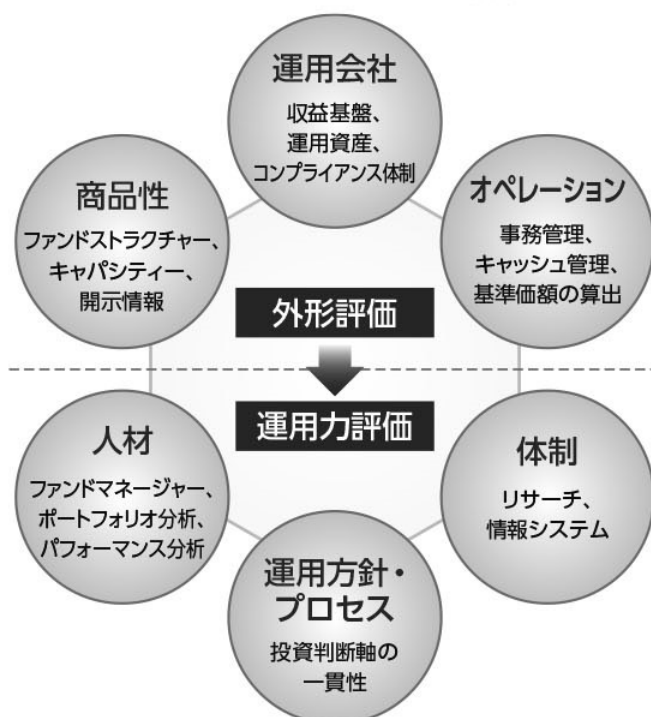 運用会社
収益基盤、
運用資産、
コンプライアンス体制
商品性
ファンドストラクチャー、
キャパシティー、
開示情報
オペレーション
事務管理、
キャッシュ管理、
基準価額の算出
外形評価
運用力評価
人材
ファンドマネージャー、
ポートフォリオ分析、
パフォーマンス分析
体制
リサーチ、
情報システム
運用方針・
プロセス
投資判断軸の
一貫性